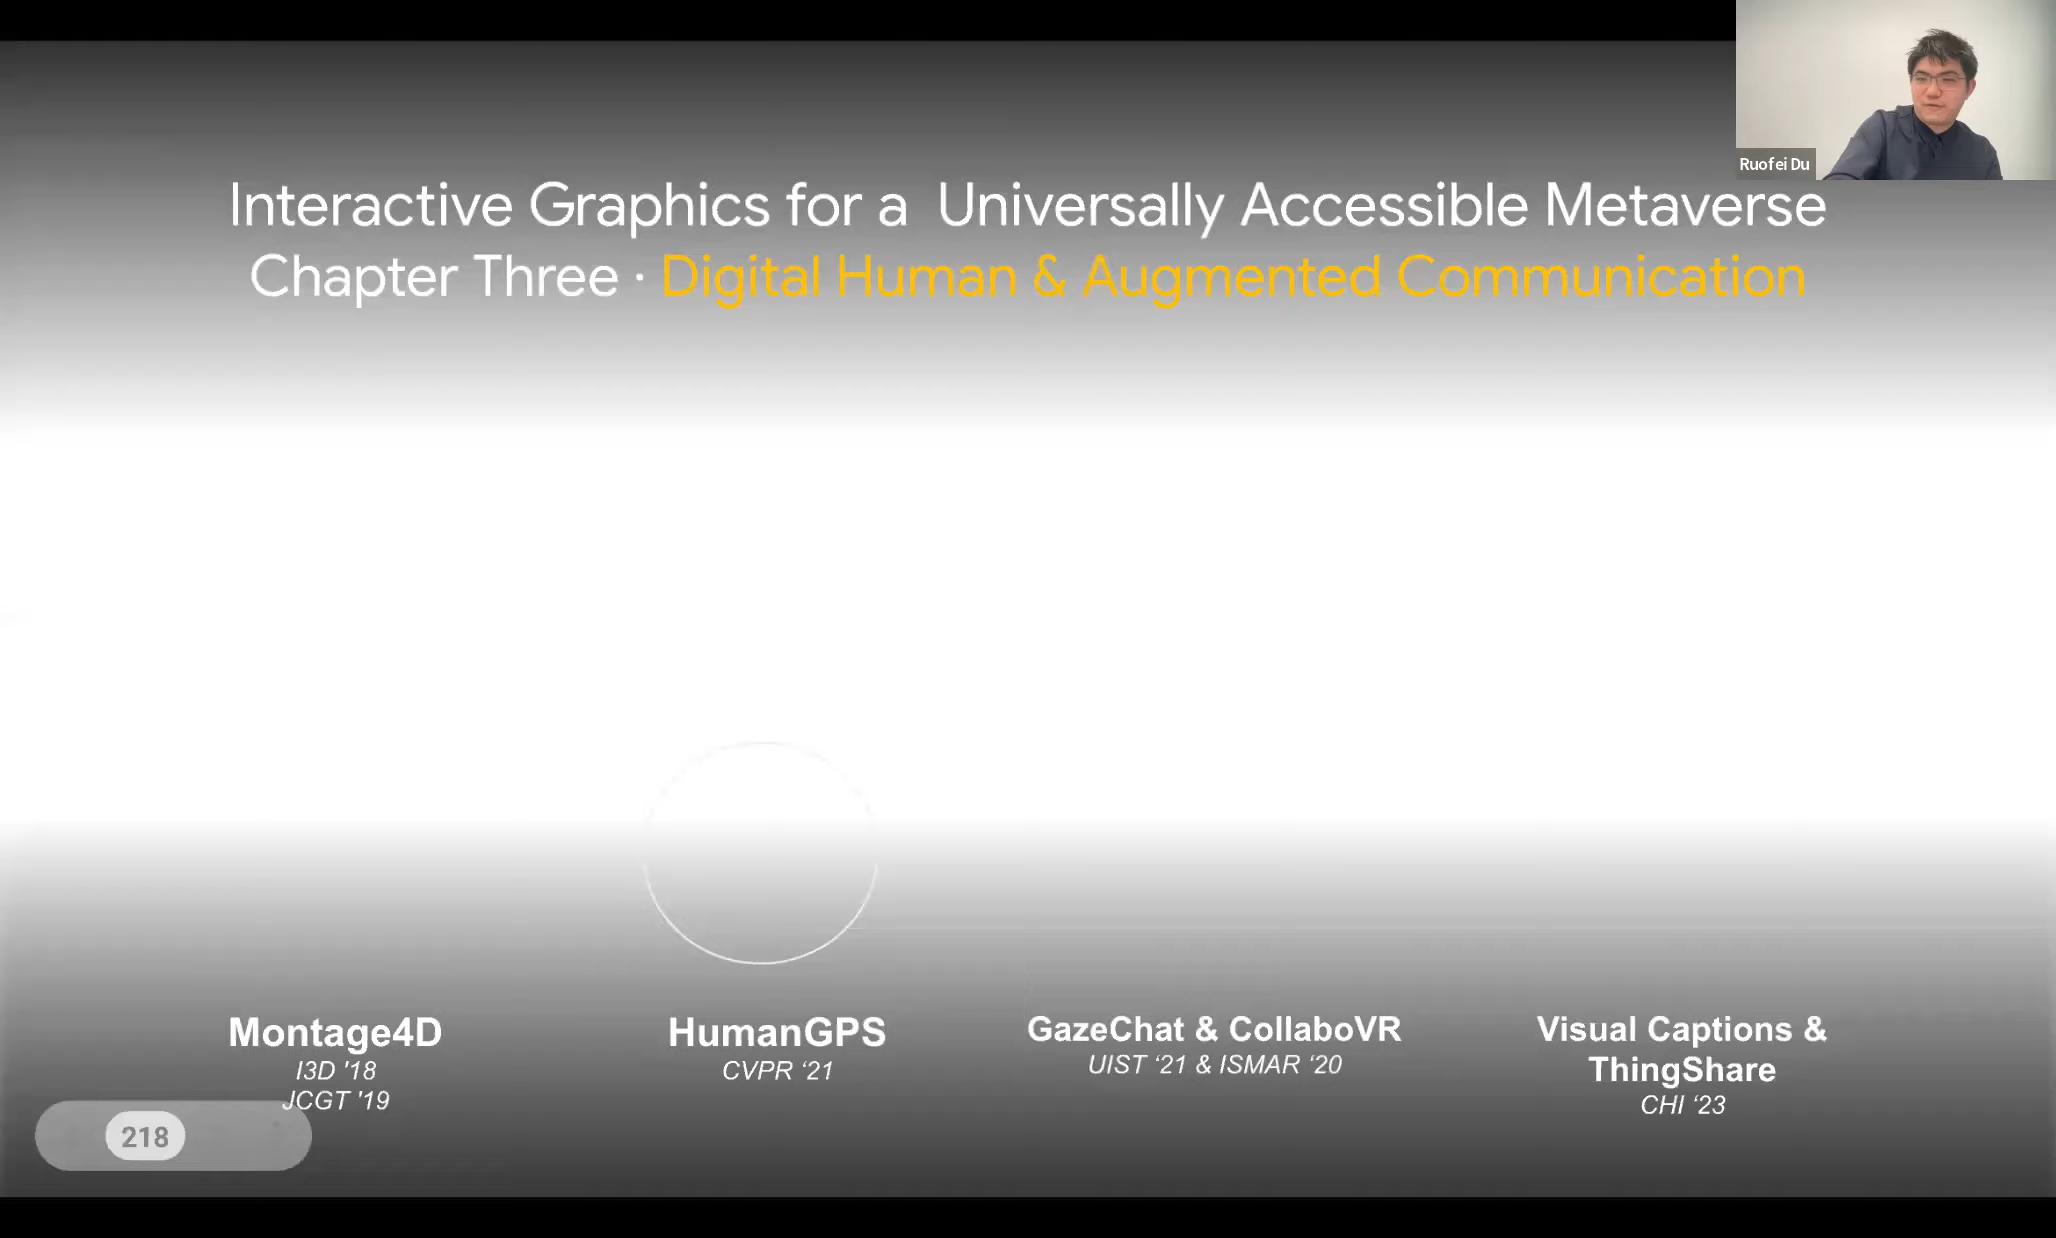 Ruofei Du
Interactive Graphics for a Universally Accessible Metaverse
Chapter Three · Digital Human & Augmented Communication
Montage4D
I3D '18
JCGT '19
HumanGPS
CVPR ‘21
GazeChat & CollaboVR
UIST ‘21 & ISMAR ‘20
Visual Captions &
ThingShare
CHI ‘23
218